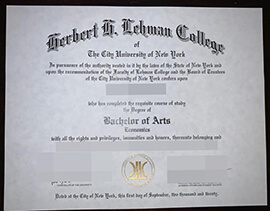 Herbert H. Lehman College
of
The City University of New York
In pursuance of the authority vested in it by the laws of the State of New York and
upon the recommendation of the Faculty of Lehman College and the Board of Trustees
of the City University of New York confers upon
who has completed the requisite course of study
the Degree of
Bachelor of Arts
Economics
with all the rights and privileges, immunities and honors, thereunto belonging and
Dated at the City of New York, this first day of September, two thousand and twenty.